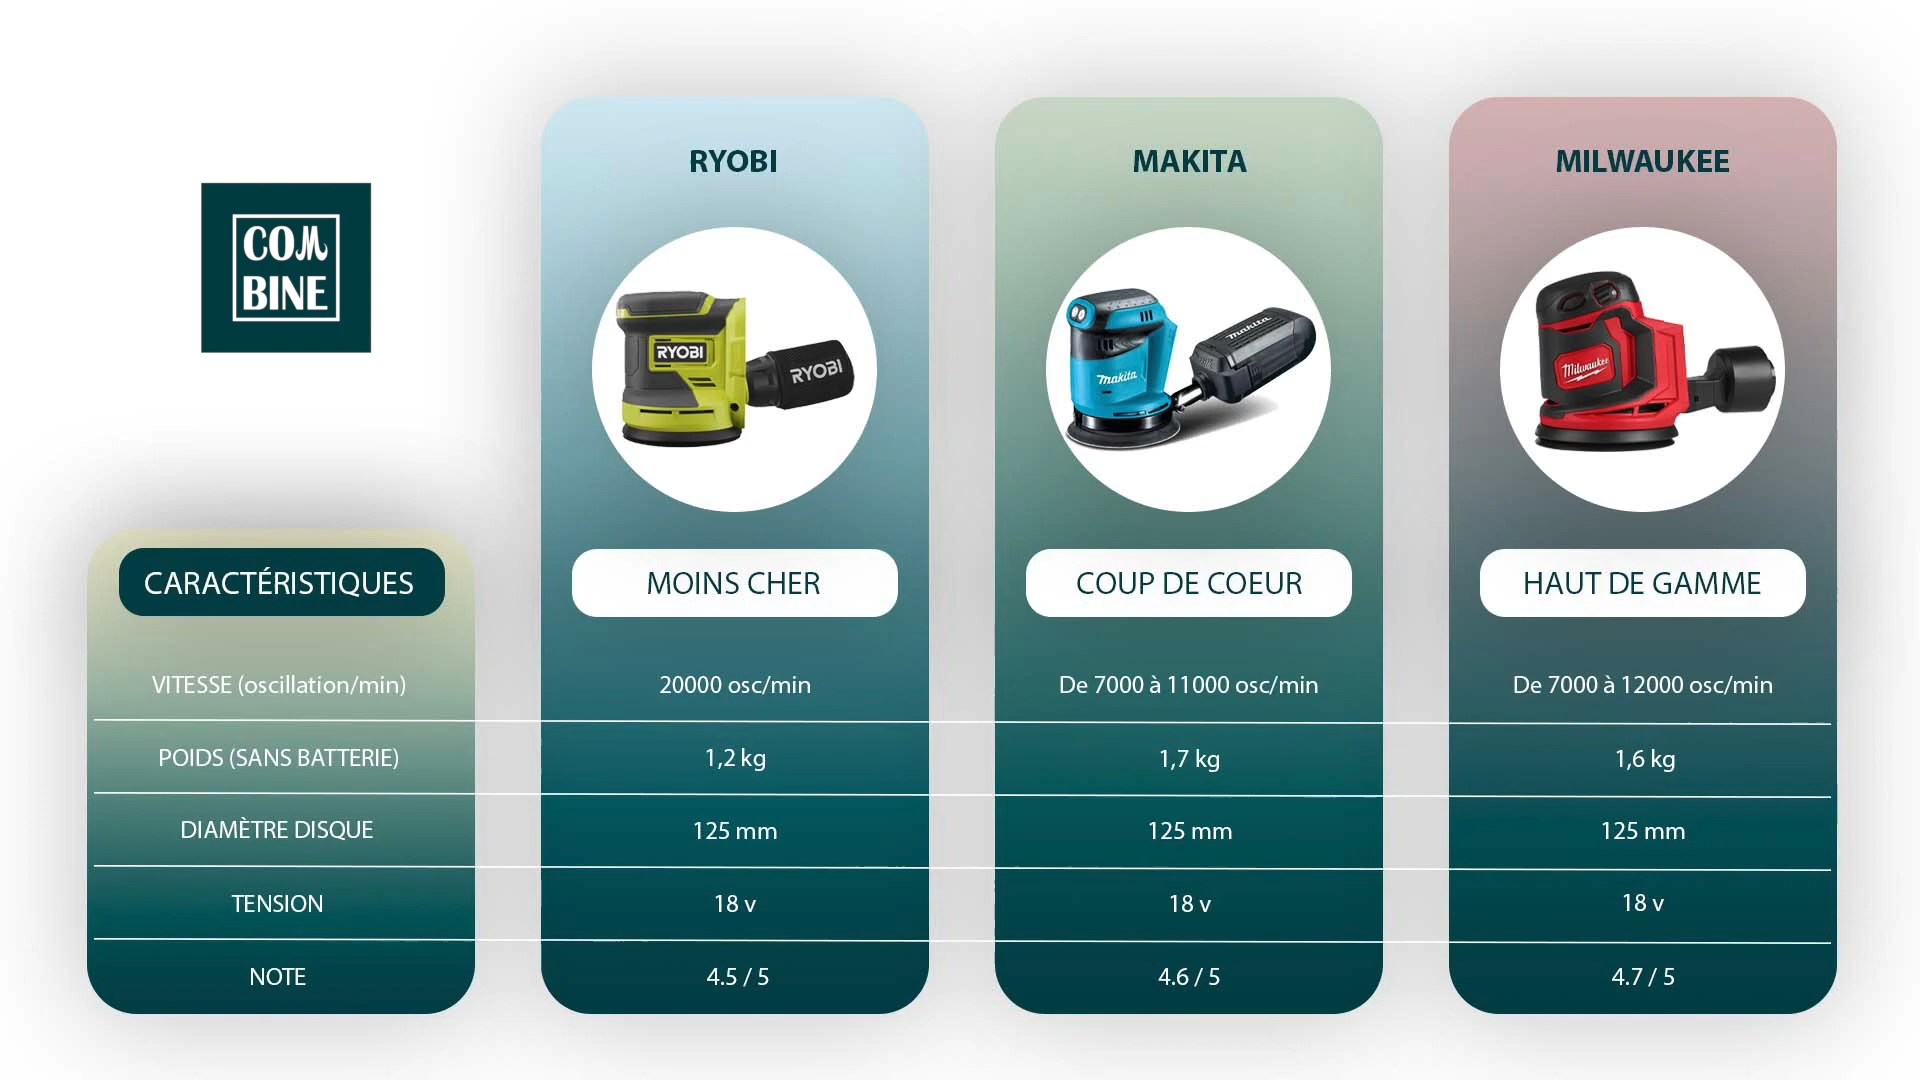 RYOBI
MAKITA
MILWAUKEE
COM
BINE
RYOBI
RYOBI
makita
makita
Milwaukee
CARACTÉRISTIQUES
MOINS CHER
COUP DE COEUR
HAUT DE GAMME
VITESSE (oscillation/min)
20000 osc/min
De 7000 à 11000 osc/min
De 7000 à 12000 osc/min
POIDS (SANS BATTERIE)
1,2 kg
1,7 kg
1,6 kg
DIAMÈTRE DISQUE
125 mm
125 mm
125 mm
TENSION
18 v
18 v
18 v
NOTE
4.5 / 5
4.6 / 5
4.7 / 5